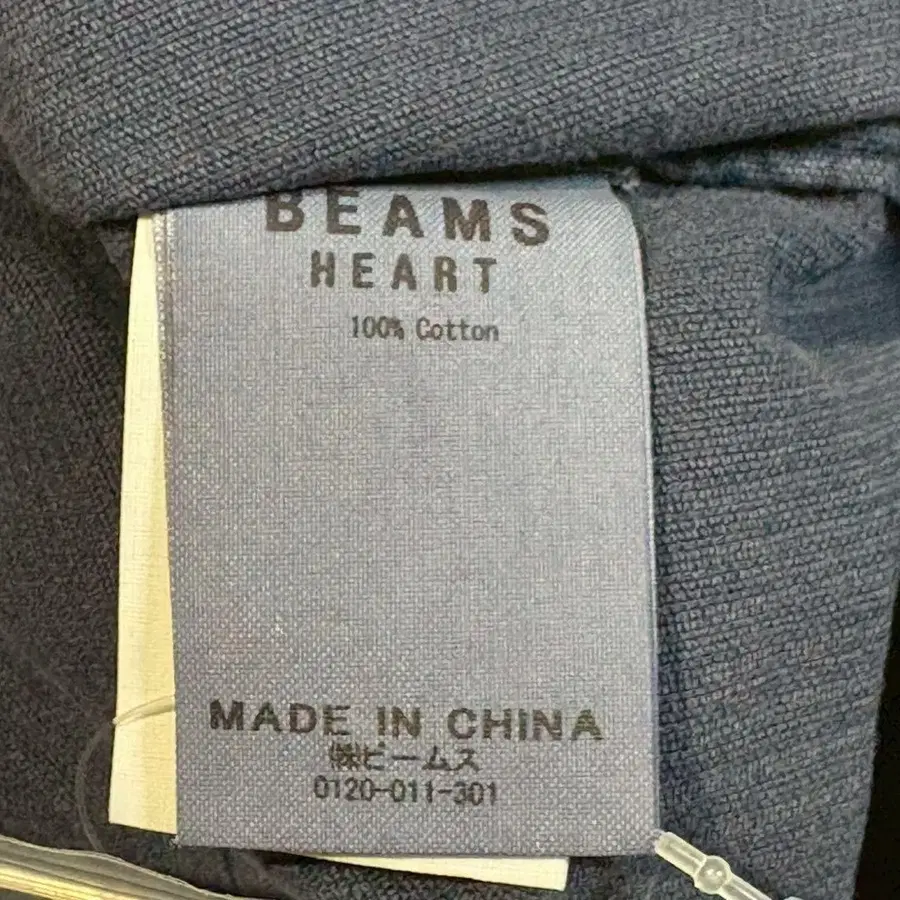 BEAMS
HEART
100% Cotton
MADE IN CHINA
㈱ビームス
0120-011-301